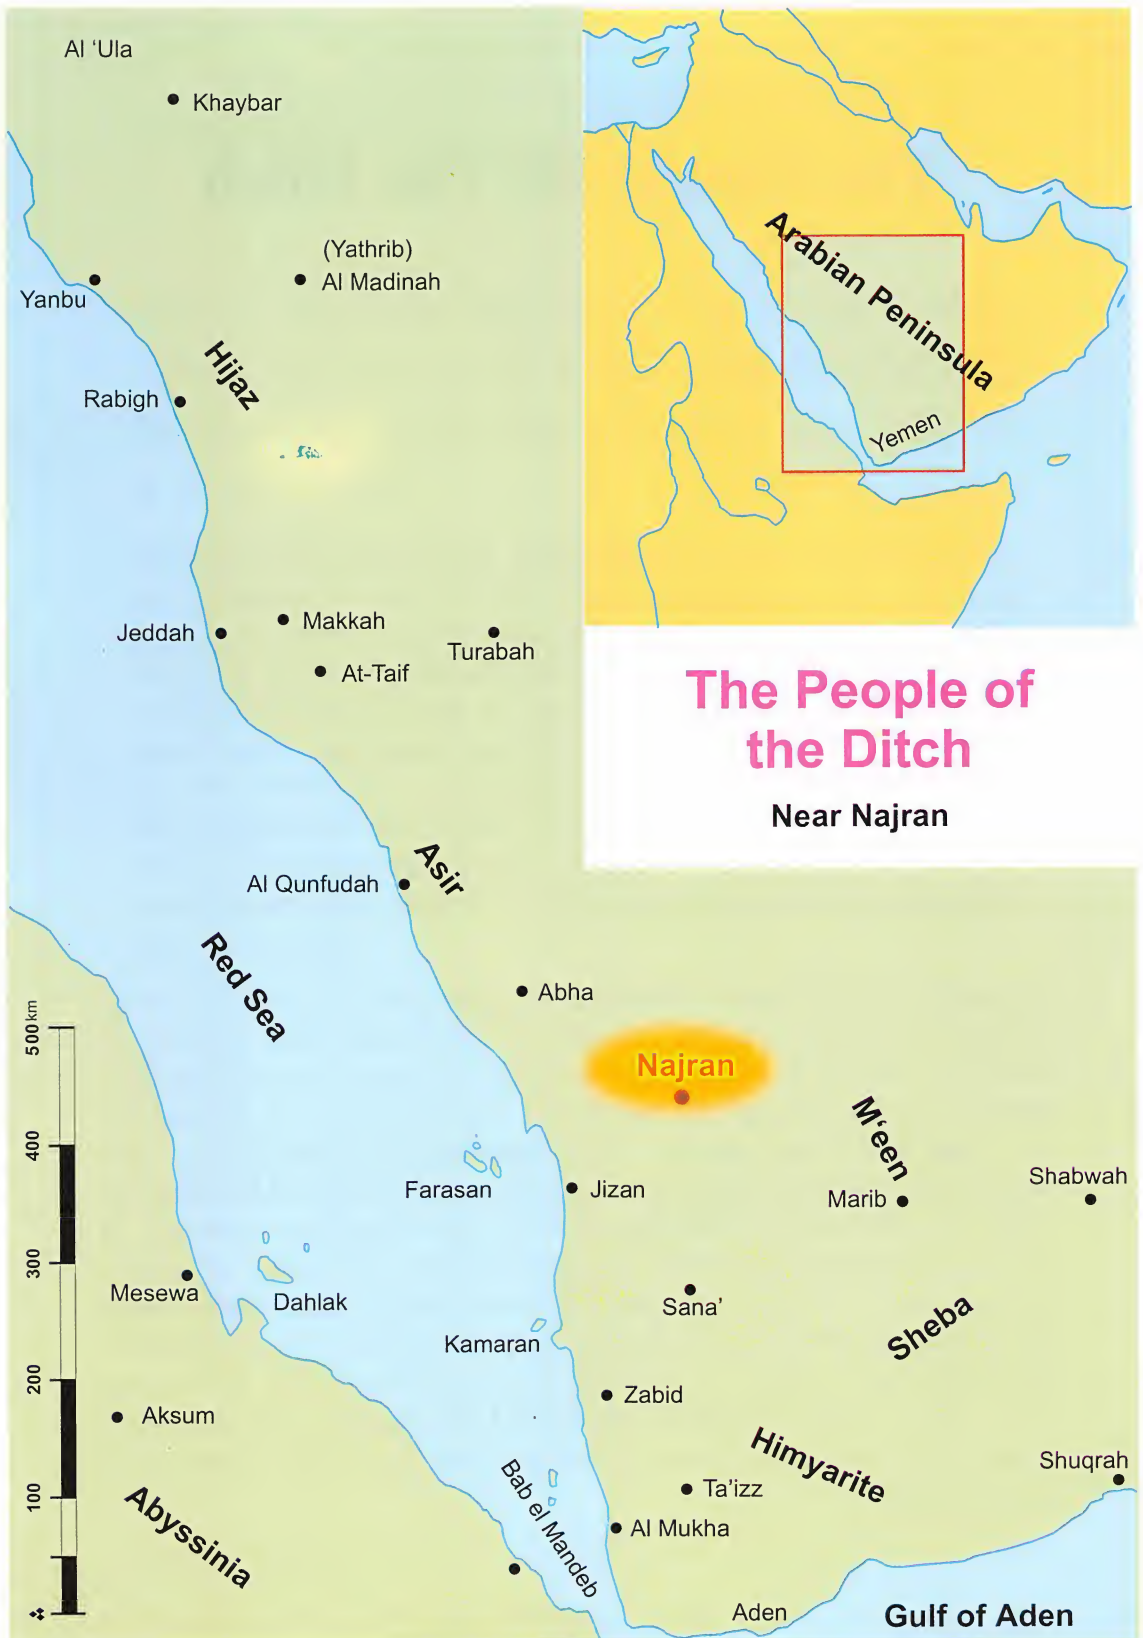 Al ‘Ula
Khaybar
(Yathrib)
Al Madinah
Yanbu
Hijaz
Rabigh
Jeddah
Makkah
Turabah
At-Taif
Arabian Peninsula
Yemen
The People of
the Ditch
Near Najran
Al Qunfudah
Asir
Red Sea
Abha
Najran
M‘een
Farasan
Jizan
Marib
Shabwah
Mesewa
Dahlak
Sana’
Kamaran
Sheba
Zabid
Aksum
Himyarite
Shuqrah
Ta’izz
Bab el Mandeb
Al Mukha
Abyssinia
Aden
Gulf of Aden
500 km
400
300
200
100